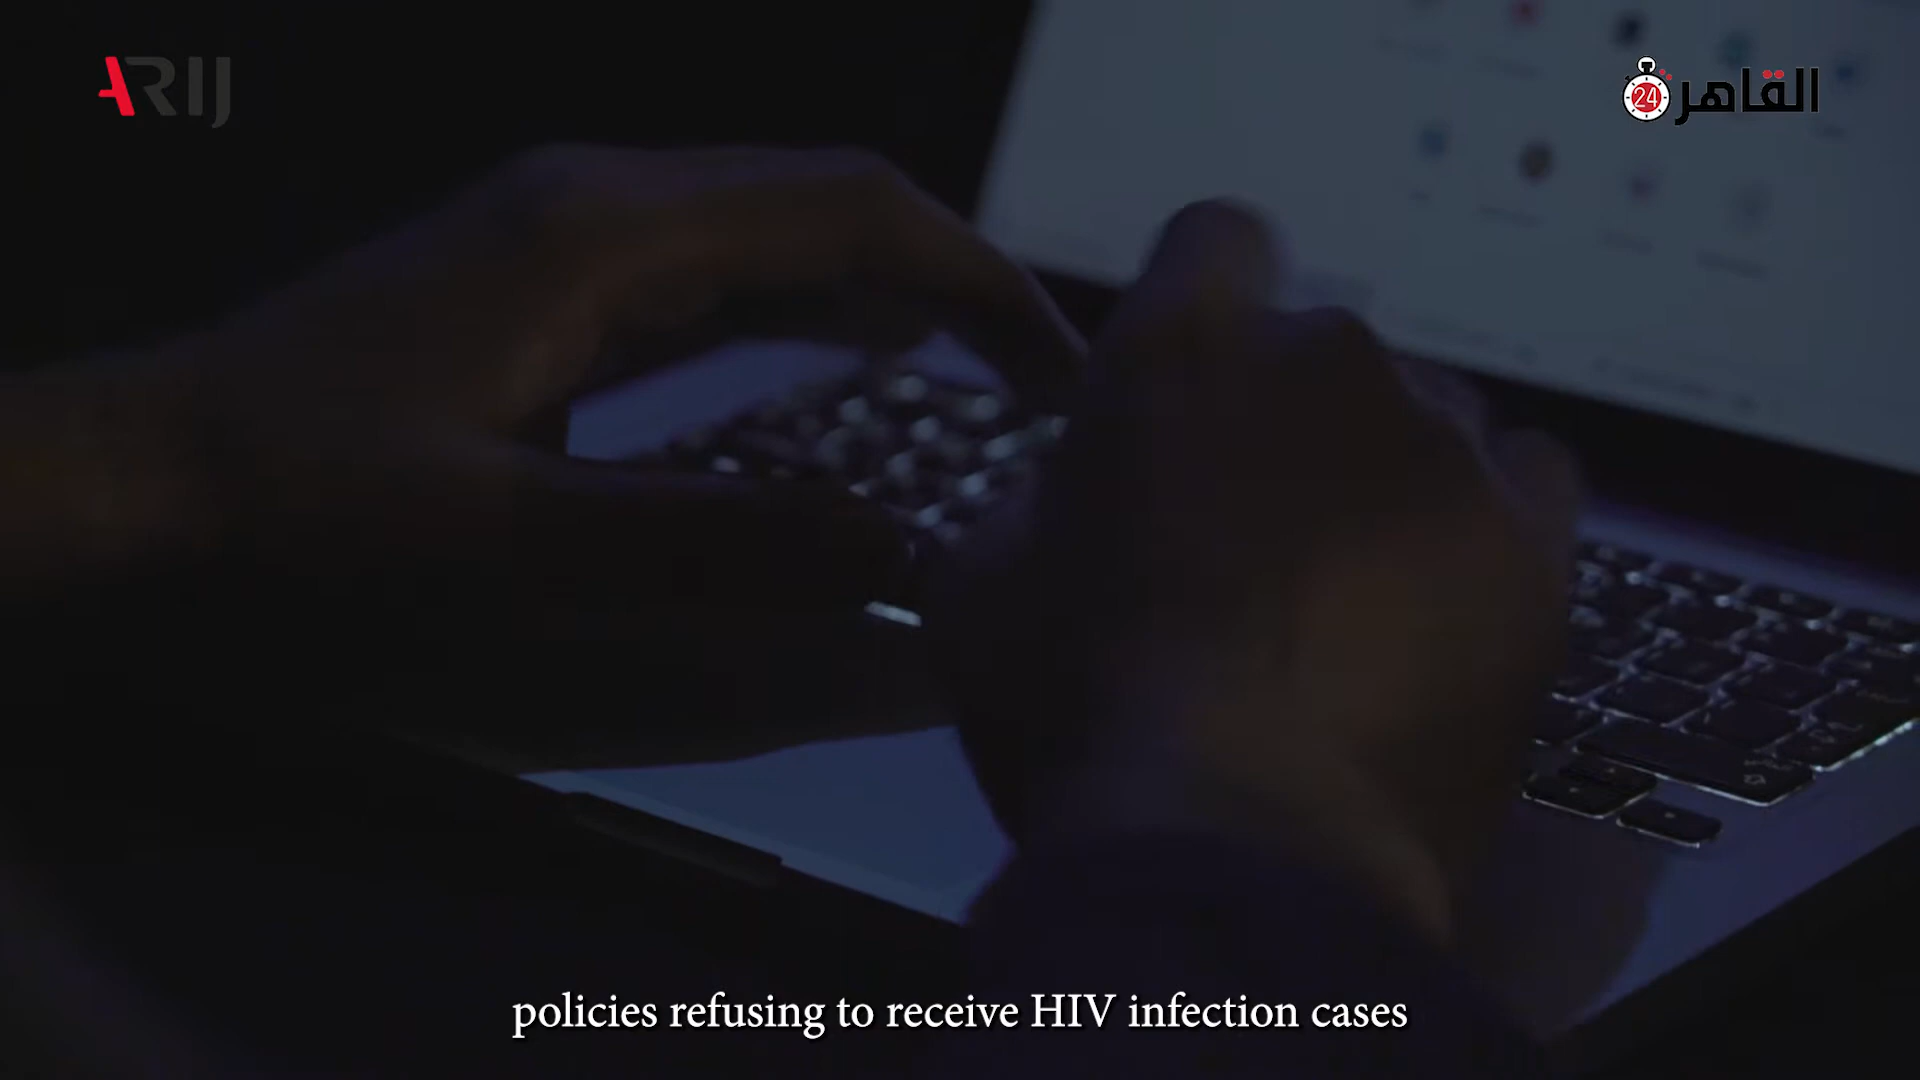 ARIJ
القاهرة 24
policies refusing to receive HIV infection cases